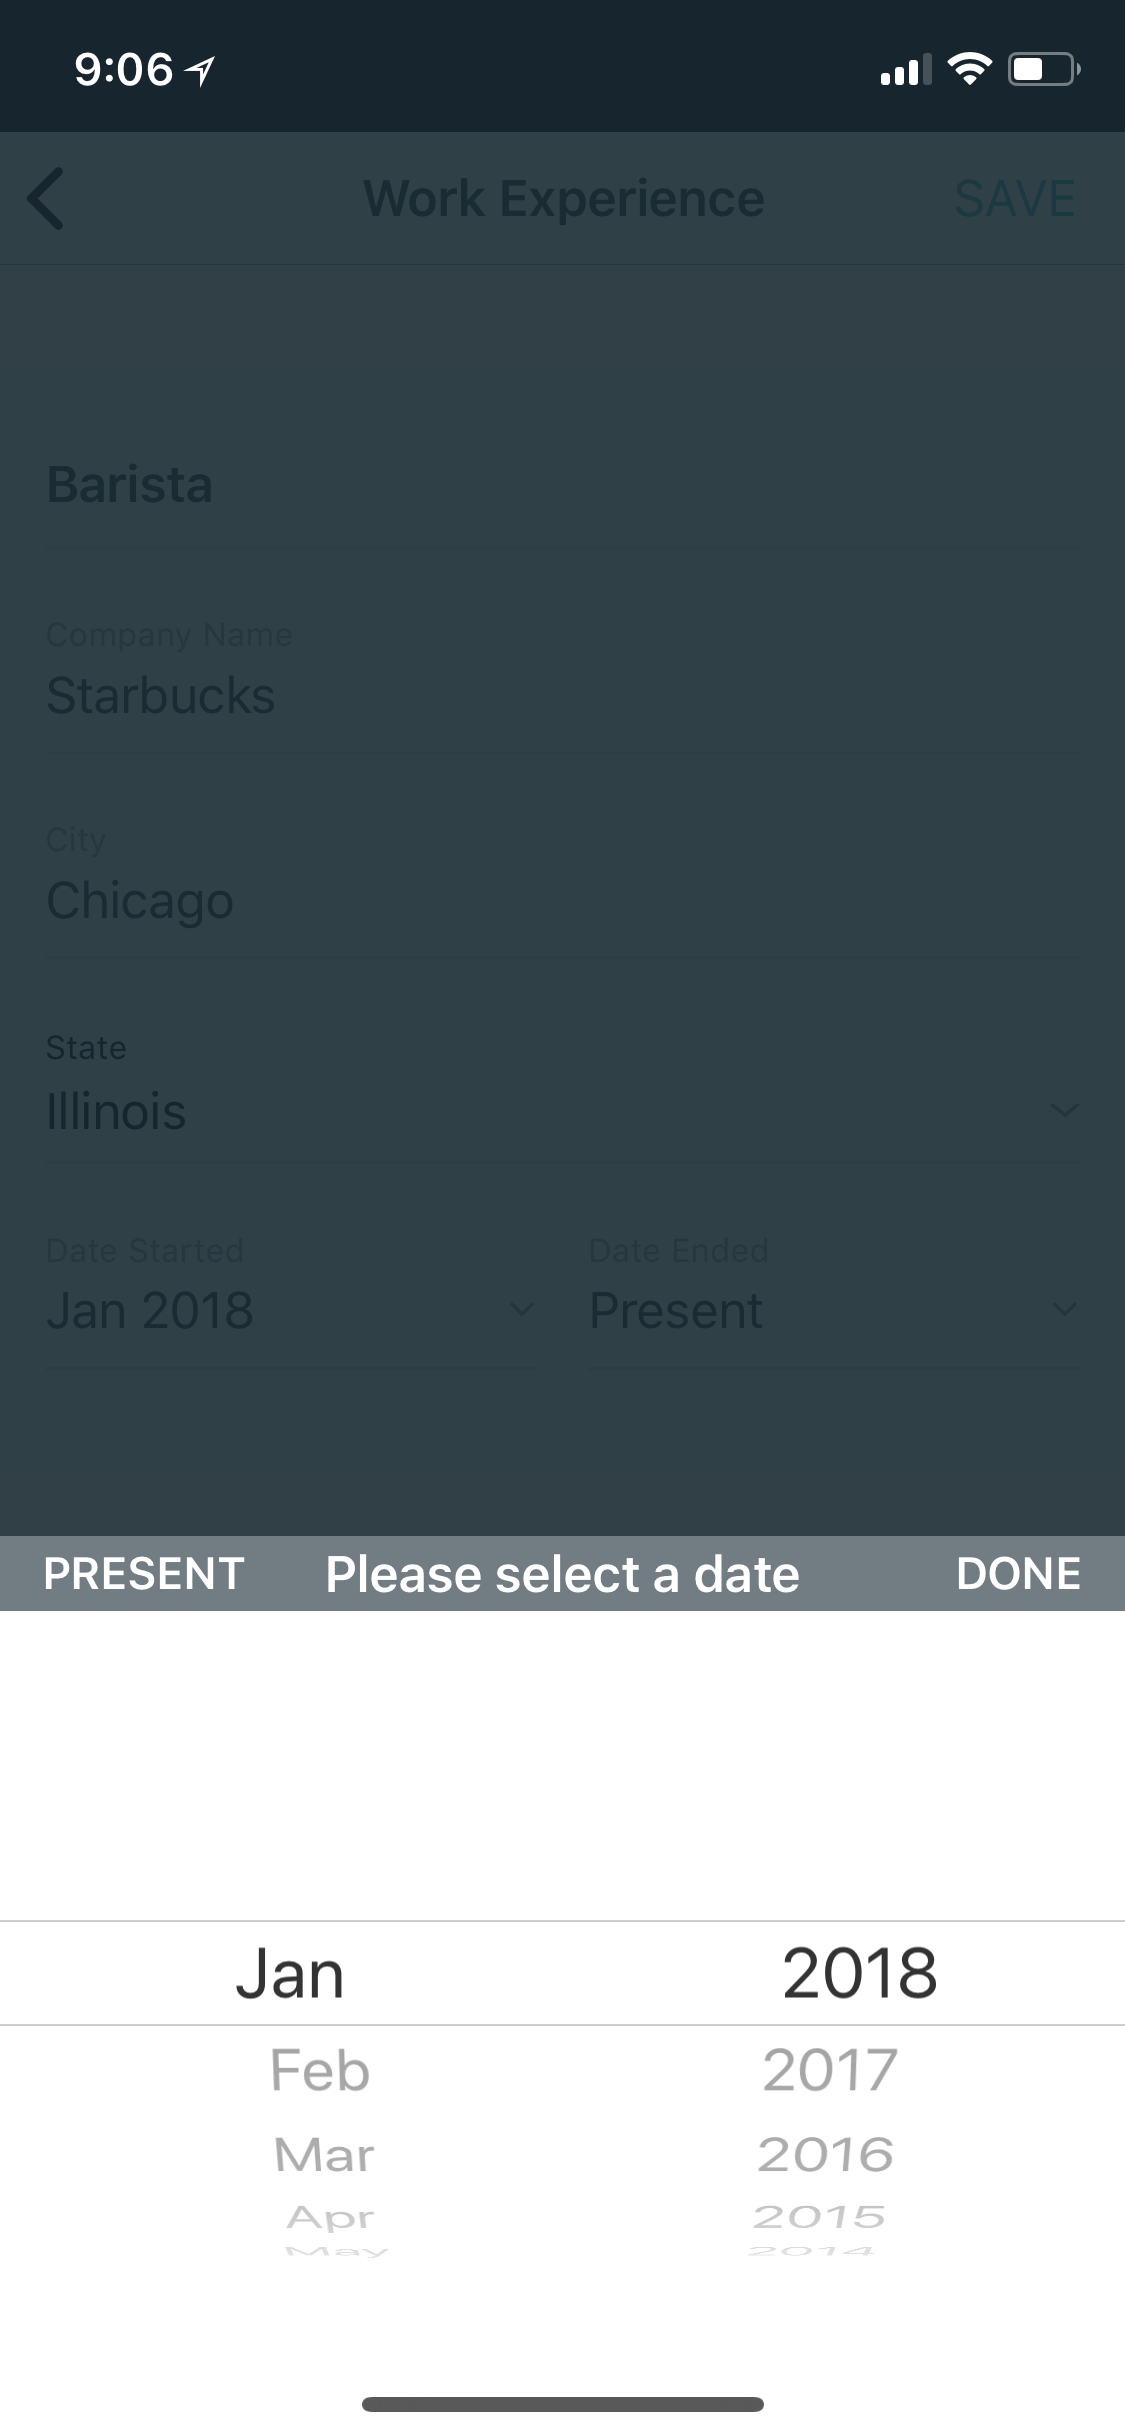 9:06
Work Experience SAVE
Barista
Company Name
Starbucks
City
Chicago
State
Illinois
Date Started Date Ended
Jan 2018 Present
PRESENT Please select a date DONE
Jan 2018
Feb 2017
Mar 2016
Apr 2015
May 2014